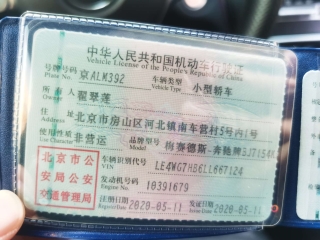 中华人民共和国机动车行驶证
Vehicle License of the People's Republic of China
号牌号码 京ALM392 车辆类型 小型轿车
Plate No. Vehicle Type
所有人 翟翠莲
Owner
住址 北京市房山区河北镇南车营村5号内1号
使用性质 非营运 品牌型号 梅赛德斯-奔驰牌
北京市公安局公安交通管理局
车辆识别代号 LE4WG7HB6LL667124
发动机号码 10391679
Engine No.
注册日期 2020-05-11 发证日期 2020-05-11
Register Date Issue Date